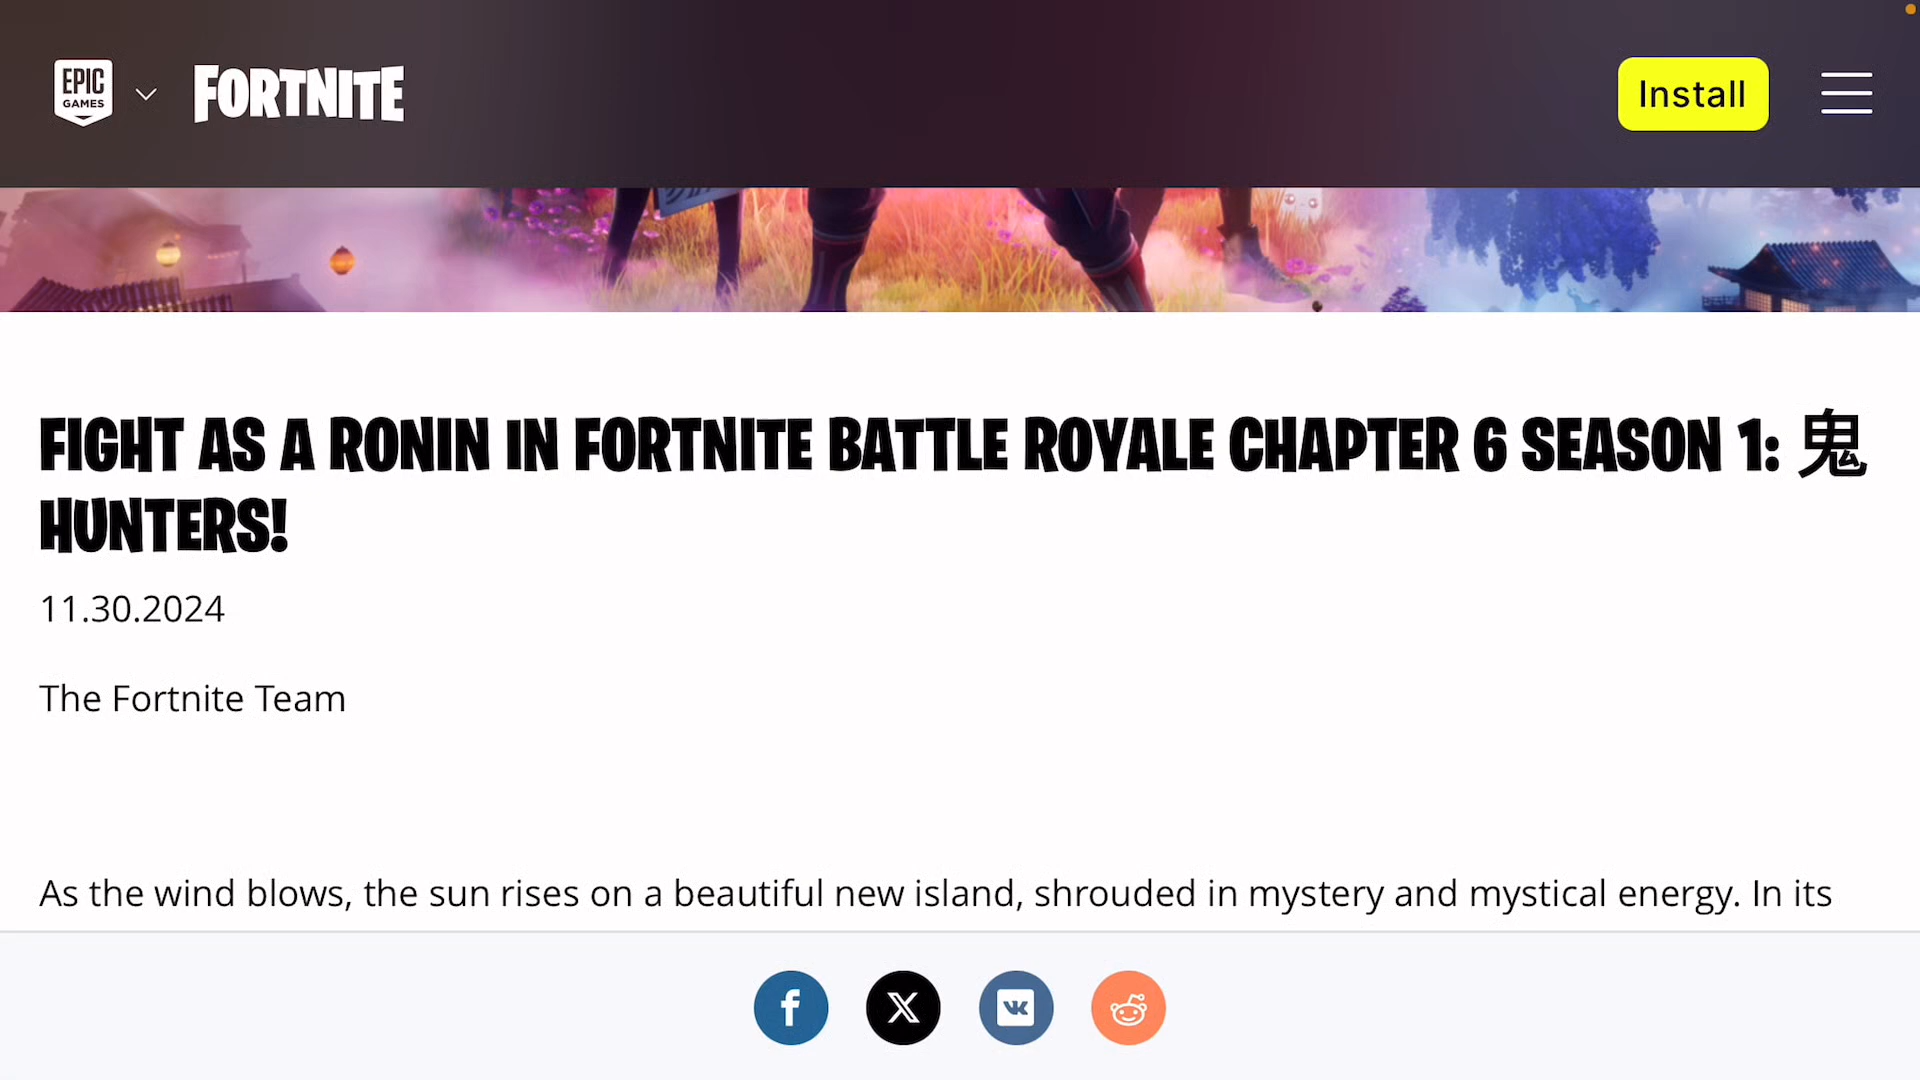 EPIC
GAMES
FORTNITE
Install
FIGHT AS A RONIN IN FORTNITE BATTLE ROYALE CHAPTER 6 SEASON 1: 鬼
HUNTERS!
11.30.2024
The Fortnite Team
As the wind blows, the sun rises on a beautiful new island, shrouded in mystery and mystical energy. In its